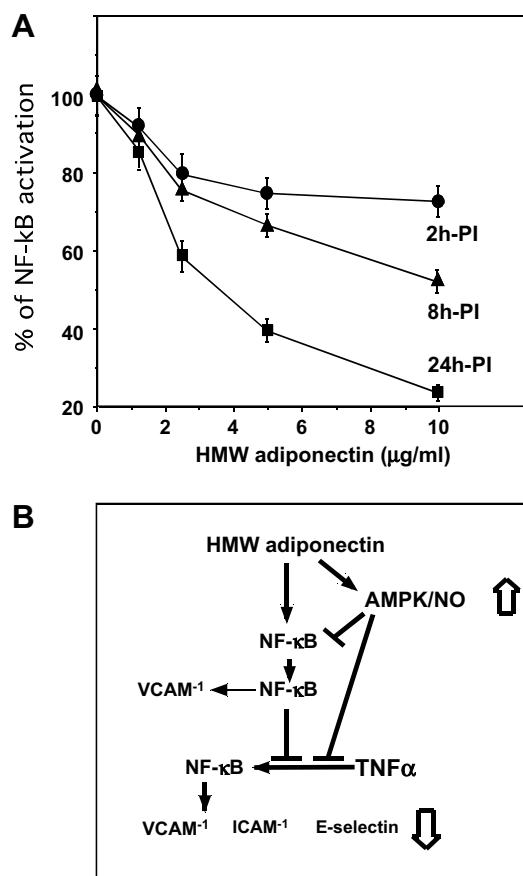 A
% of NF-kB activation
100
80
60
40
20
2h-PI
8h-PI
24h-PI
0 2 4 6 8 10
HMW adiponectin (μg/ml)
B
HMW adiponectin
AMPK/NO
NF-κB
VCAM-1 NF-κB
NF-κB TNFα
VCAM-1 ICAM-1 E-selectin